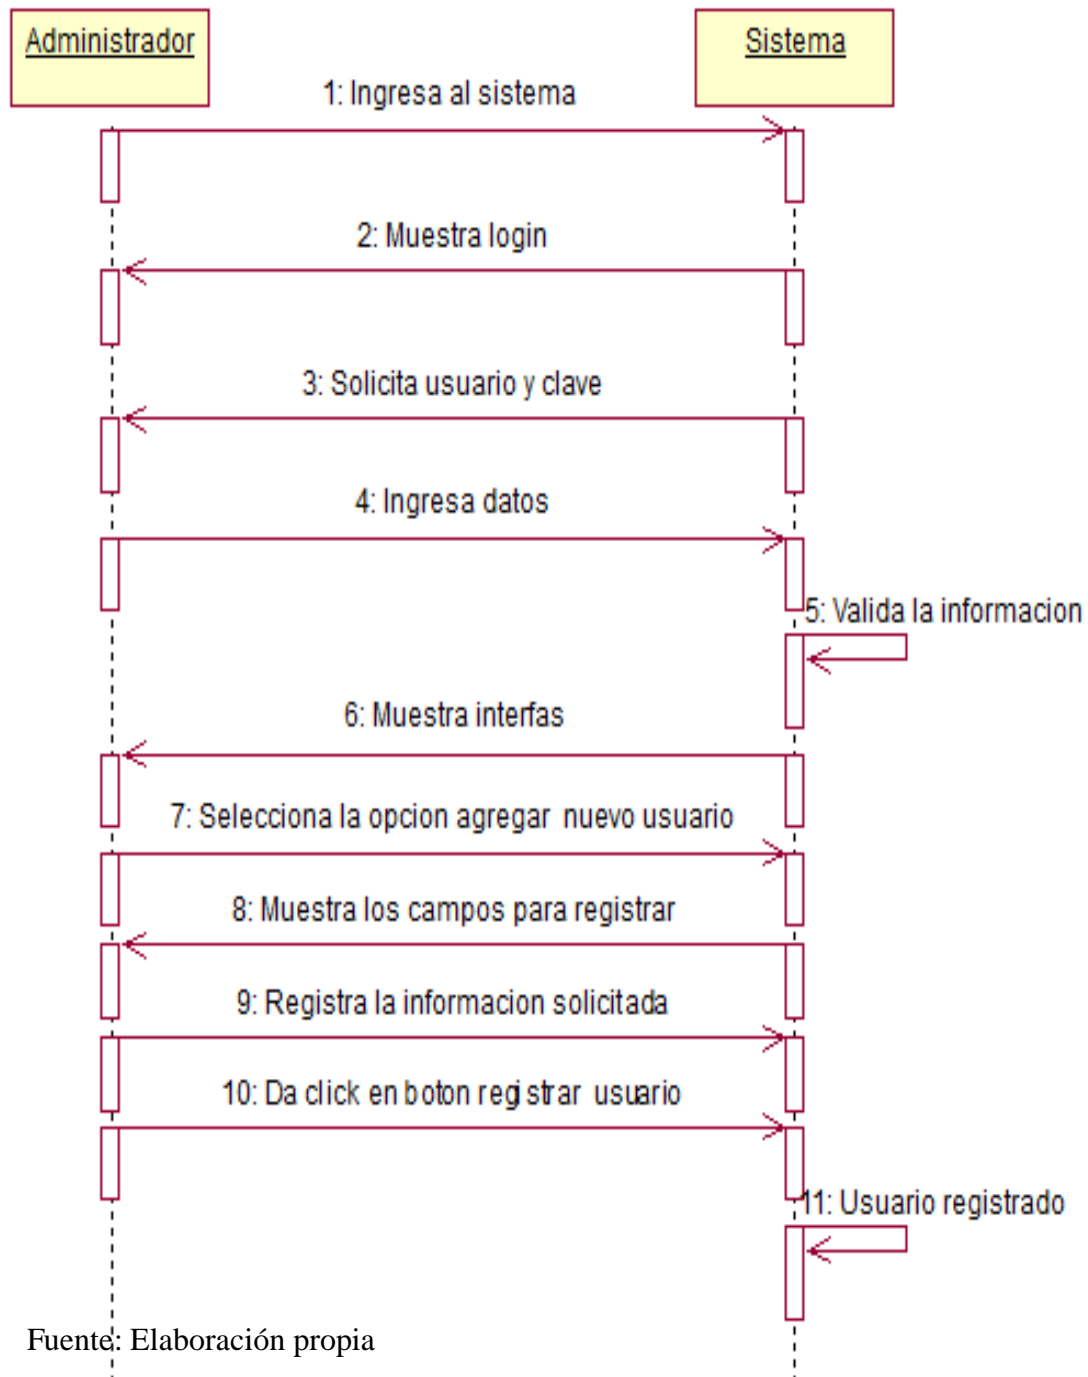 Administrador
Sistema
1: Ingresa al sistema
2: Muestra login
3: Solicita usuario y clave
4: Ingresa datos
5: Valida la informacion
6: Muestra interfas
7: Selecciona la opcion agregar nuevo usuario
8: Muestra los campos para registrar
9: Registra la informacion solicitada
10: Da click en boton registrar usuario
11: Usuario registrado
Fuente: Elaboración propia